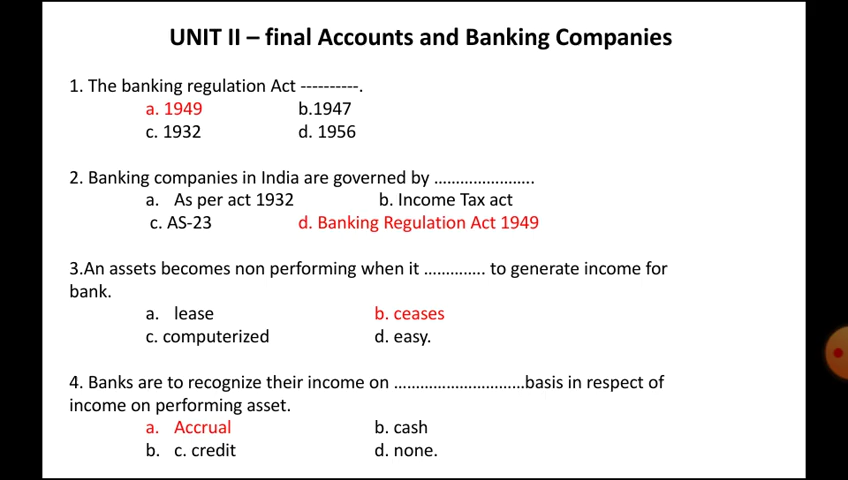 UNIT II – final Accounts and Banking Companies
1. The banking regulation Act ----------.
a. 1949 b.1947
c. 1932 d. 1956
2. Banking companies in India are governed by .......................
a. As per act 1932 b. Income Tax act
c. AS-23 d. Banking Regulation Act 1949
3.An assets becomes non performing when it .............. to generate income for
bank.
a. lease b. ceases
c. computerized d. easy.
4. Banks are to recognize their income on ..............................basis in respect of
income on performing asset.
a. Accrual b. cash
b. c. credit d. none.